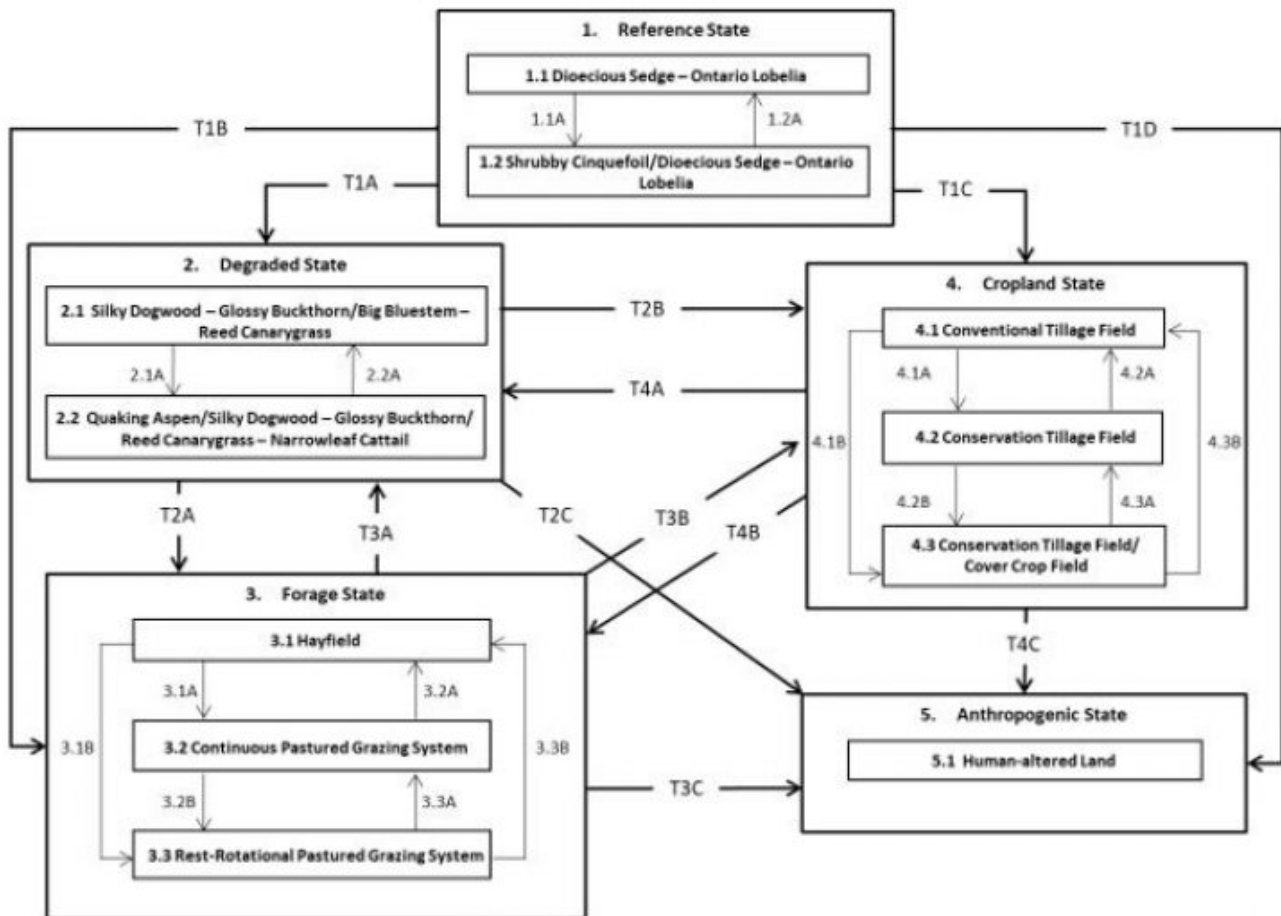 1. Reference State
1.1 Dioecious Sedge – Ontario Lobelia
1.1A
1.2A
1.2 Shrubby Cinquefoil/Dioecious Sedge – Ontario
Lobelia
T1B
T1D
T1A
T1C
2. Degraded State
2.1 Silky Dogwood – Glossy Buckthorn/Big Bluestem –
Reed Canarygrass
2.1A
2.2A
2.2 Quaking Aspen/Silky Dogwood – Glossy Buckthorn/
Reed Canarygrass – Narrowleaf Cattail
T2B
T4A
4. Cropland State
4.1 Conventional Tillage Field
4.1A
4.2A
4.2 Conservation Tillage Field
4.1B
4.3B
4.2B
4.3A
4.3 Conservation Tillage Field/
Cover Crop Field
T2A
T3A
T2C
T3B
T4B
T4C
3. Forage State
3.1 Hayfield
3.1A
3.2A
3.2 Continuous Pastured Grazing System
3.1B
3.3B
3.2B
3.3A
3.3 Rest-Rotational Pastured Grazing System
T3C
5. Anthropogenic State
5.1 Human-altered Land